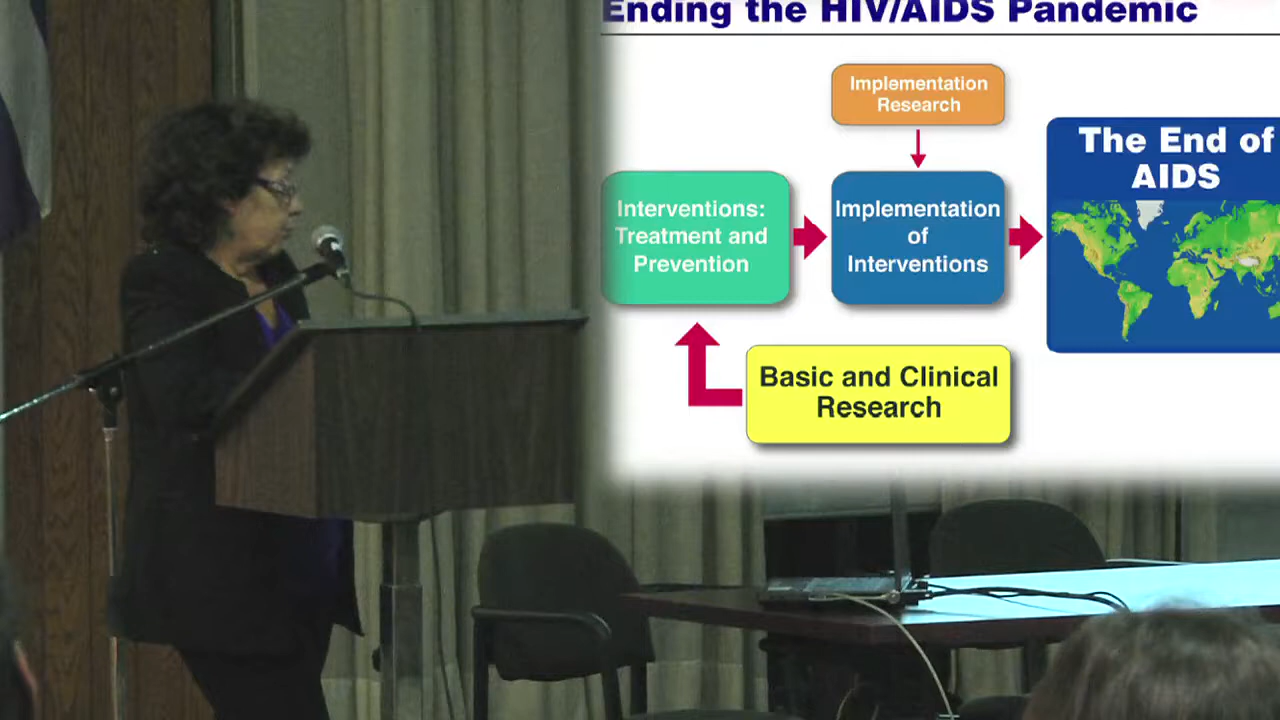 Ending the HIV/AIDS Pandemic
Implementation
Research
The End of
AIDS
Interventions:
Treatment and
Prevention
Implementation
of
Interventions
Basic and Clinical
Research